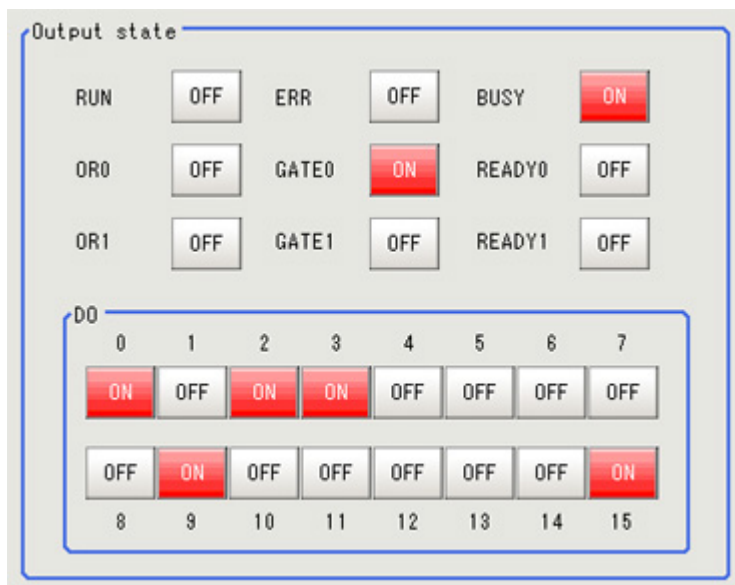 Output state
RUN OFF ERR OFF BUSY ON
OR0 OFF GATE0 ON READY0 OFF
OR1 OFF GATE1 OFF READY1 OFF
DO
0 1 2 3 4 5 6 7
ON OFF ON ON OFF OFF OFF OFF
OFF ON OFF OFF OFF OFF OFF ON
8 9 10 11 12 13 14 15